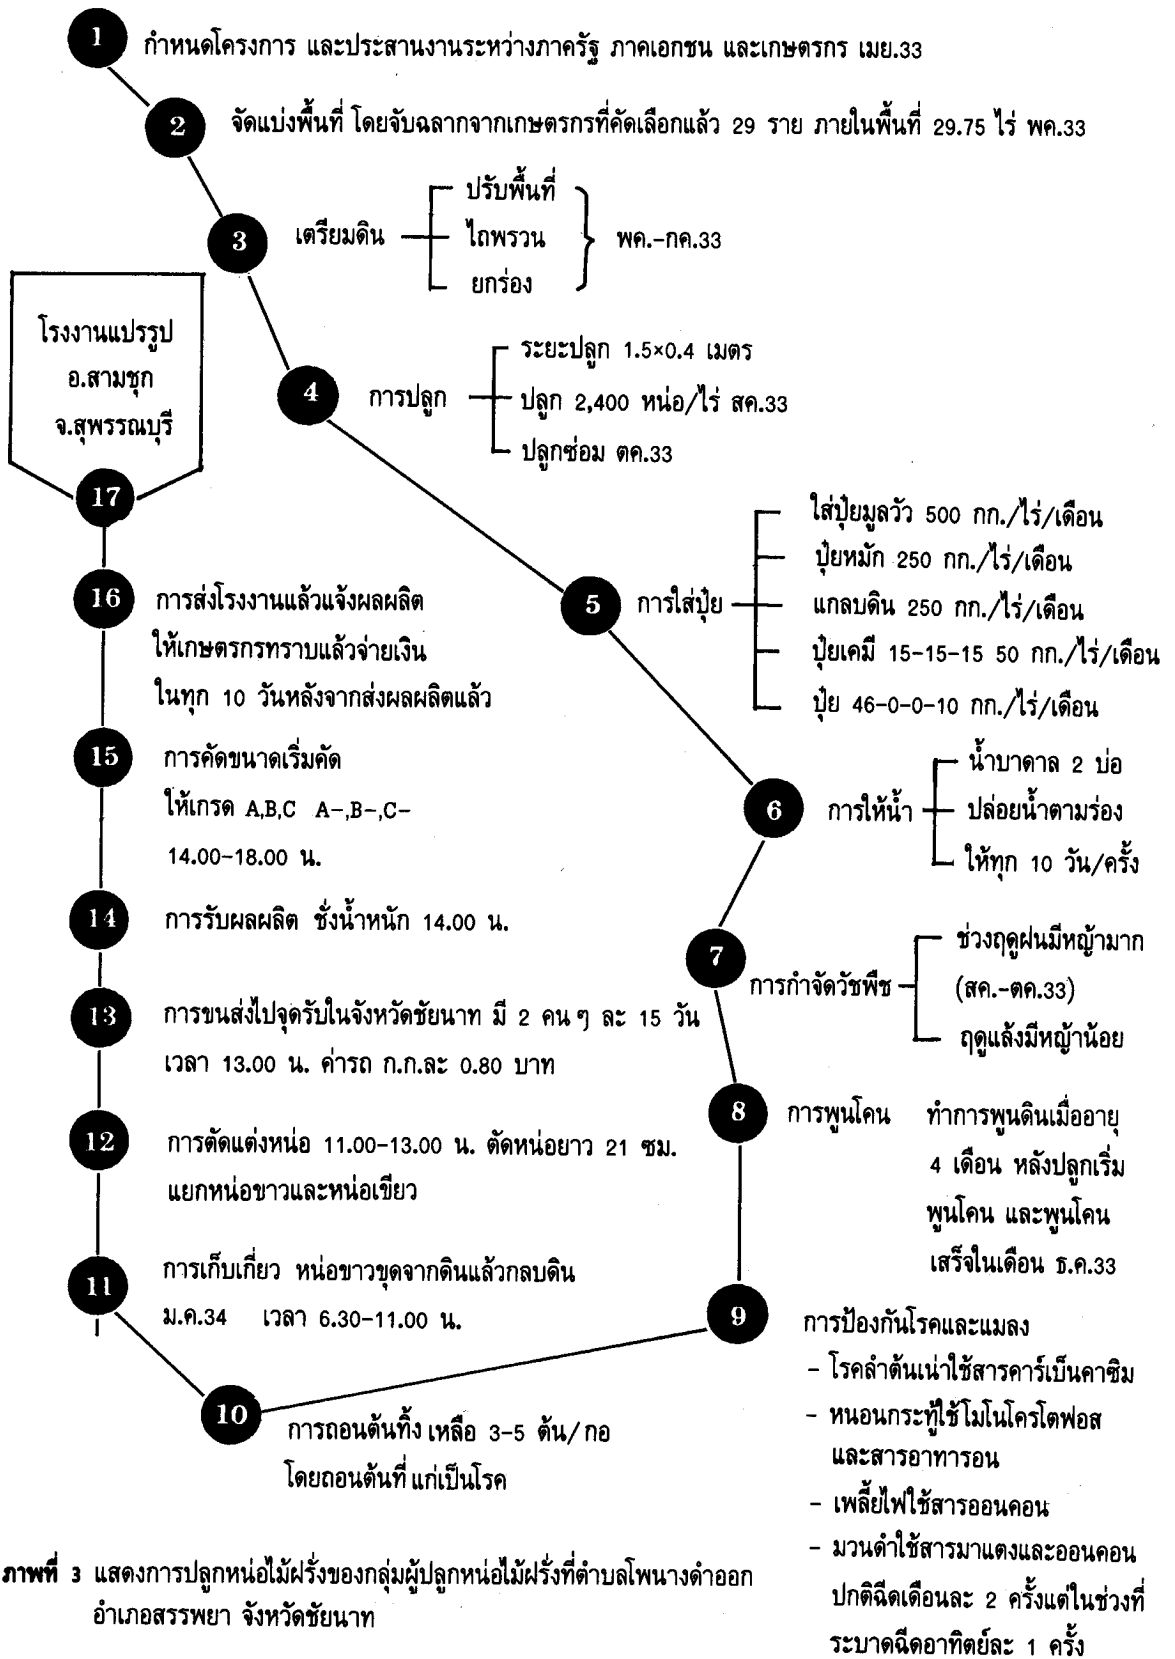 1 กำหนดโครงการ และประสานงานระหว่างภาครัฐ ภาคเอกชน และเกษตรกร เมย.33
2 จัดแบ่งพื้นที่ โดยจับฉลากจากเกษตรกรที่คัดเลือกแล้ว 29 ราย ภายในพื้นที่ 29.75 ไร่ พค.33
3 เตรียมดิน
ปรับพื้นที่
ไถพรวน
ยกร่อง
พค.-กค.33
4 การปลูก
ระยะปลูก 1.5×0.4 เมตร
ปลูก 2,400 หน่อ/ไร่ สค.33
ปลูกซ่อม ตค.33
5 การใส่ปุ๋ย
ใส่ปุ๋ยมูลวัว 500 กก./ไร่/เดือน
ปุ๋ยหมัก 250 กก./ไร่/เดือน
แกลบดิน 250 กก./ไร่/เดือน
ปุ๋ยเคมี 15-15-15 50 กก./ไร่/เดือน
ปุ๋ย 46-0-0-10 กก./ไร่/เดือน
6 การให้น้ำ
น้ำบาดาล 2 บ่อ
ปล่อยน้ำตามร่อง
ให้ทุก 10 วัน/ครั้ง
7 การกำจัดวัชพืช
ช่วงฤดูฝนมีหญ้ามาก
(สค.-ตค.33)
ฤดูแล้งมีหญ้าน้อย
8 การพูนโคน ทำการพูนดินเมื่ออายุ
4 เดือน หลังปลูกเริ่ม
พูนโคน และพูนโคน
เสร็จในเดือน ธ.ค.33
9 การป้องกันโรคและแมลง
- โรคลำต้นเน่าใช้สารคาร์เบ็นคาซิม
- หนอนกระทู้ใช้โมโนโครโตฟอส
และสารอาทารอน
- เพลี้ยไฟใช้สารออนคอน
- มวนดำใช้สารมาแตงและออนคอน
ปกติฉีดเดือนละ 2 ครั้งแต่ในช่วงที่
ระบาดฉีดอาทิตย์ละ 1 ครั้ง
10 การถอนต้นทิ้ง เหลือ 3-5 ต้น/กอ
โดยถอนต้นที่ แก่เป็นโรค
11 การเก็บเกี่ยว หน่อขาวขุดจากดินแล้วกลบดิน
ม.ค.34 เวลา 6.30-11.00 น.
12 การตัดแต่งหน่อ 11.00-13.00 น. ตัดหน่อยาว 21 ซม.
แยกหน่อขาวและหน่อเขียว
13 การขนส่งไปจุดรับในจังหวัดชัยนาท มี 2 คน ๆ ละ 15 วัน
เวลา 13.00 น. ค่ารถ ก.ก.ละ 0.80 บาท
14 การรับผลผลิต ชั่งน้ำหนัก 14.00 น.
15 การคัดขนาดเริ่มคัด
ให้เกรด A,B,C A-,B-,C-
14.00-18.00 น.
16 การส่งโรงงานแล้วแจ้งผลผลิต
ให้เกษตรกรทราบแล้วจ่ายเงิน
ในทุก 10 วันหลังจากส่งผลผลิตแล้ว
17
โรงงานแปรรูป
อ.สามชุก
จ.สุพรรณบุรี
ภาพที่ 3 แสดงการปลูกหน่อไม้ฝรั่งของกลุ่มผู้ปลูกหน่อไม้ฝรั่งที่ตำบลโพนางดำออก
อำเภอสรรพยา จังหวัดชัยนาท